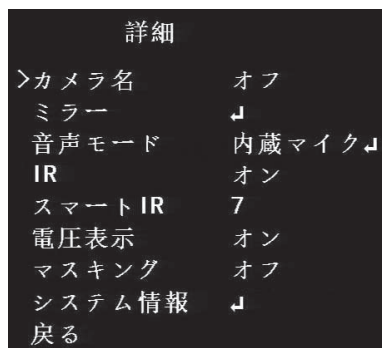 詳細
>カメラ名 オフ
ミラー ↲
音声モード 内蔵マイク↲
IR オン
スマートIR 7
電圧表示 オン
マスキング オフ
システム情報 ↲
戻る